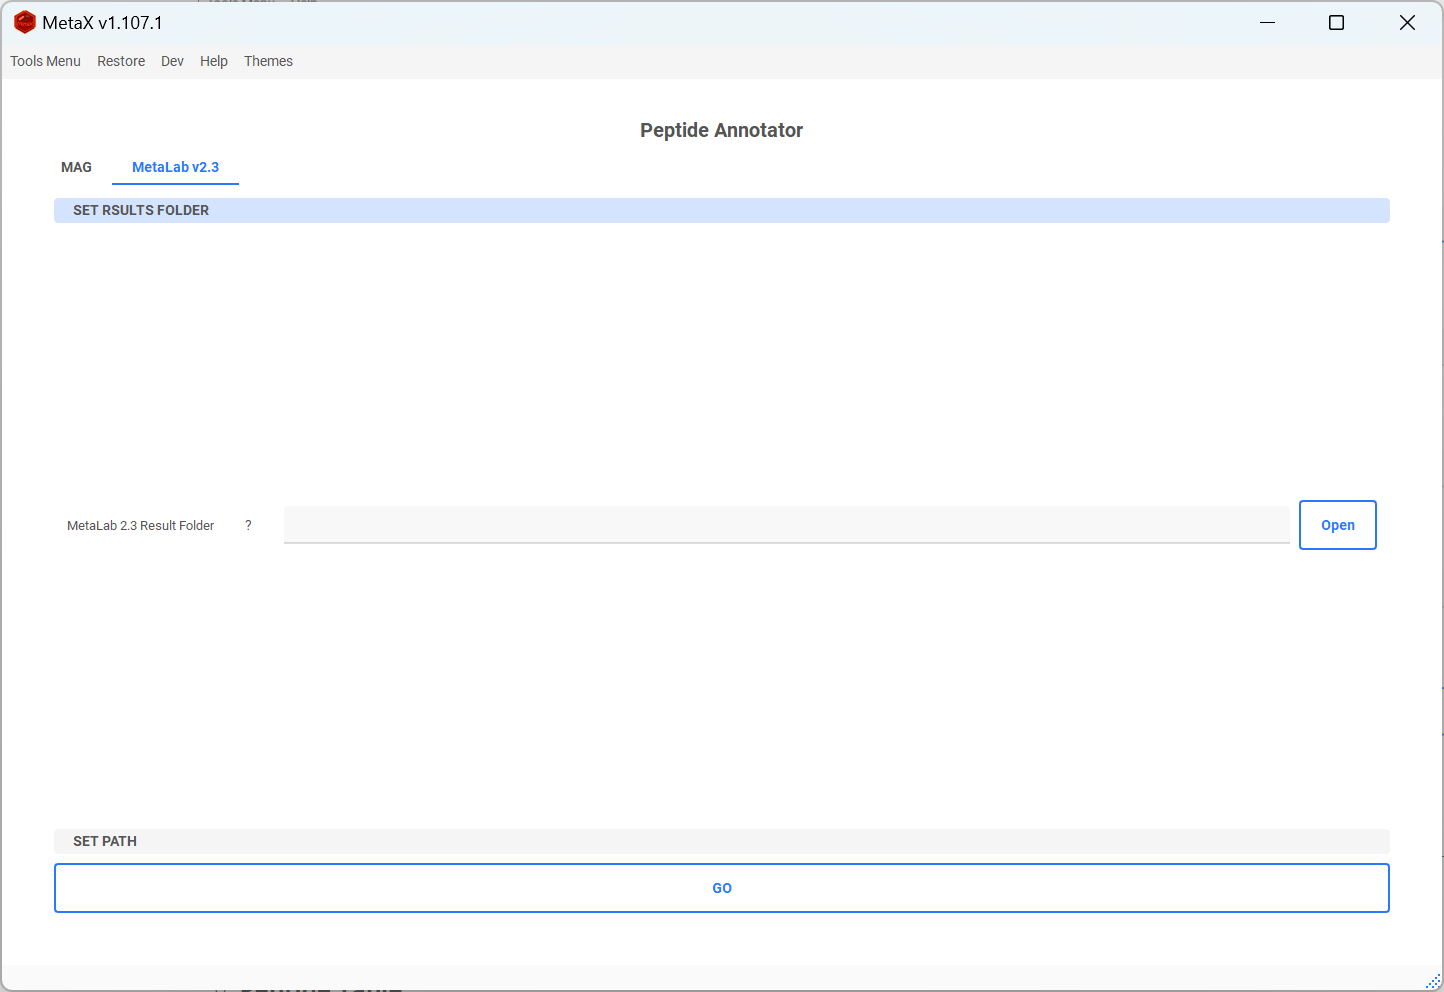 MetaX v1.107.1
Tools Menu Restore Dev Help Themes
Peptide Annotator
MAG MetaLab v2.3
SET RSULTS FOLDER
MetaLab 2.3 Result Folder ? Open
SET PATH
GO